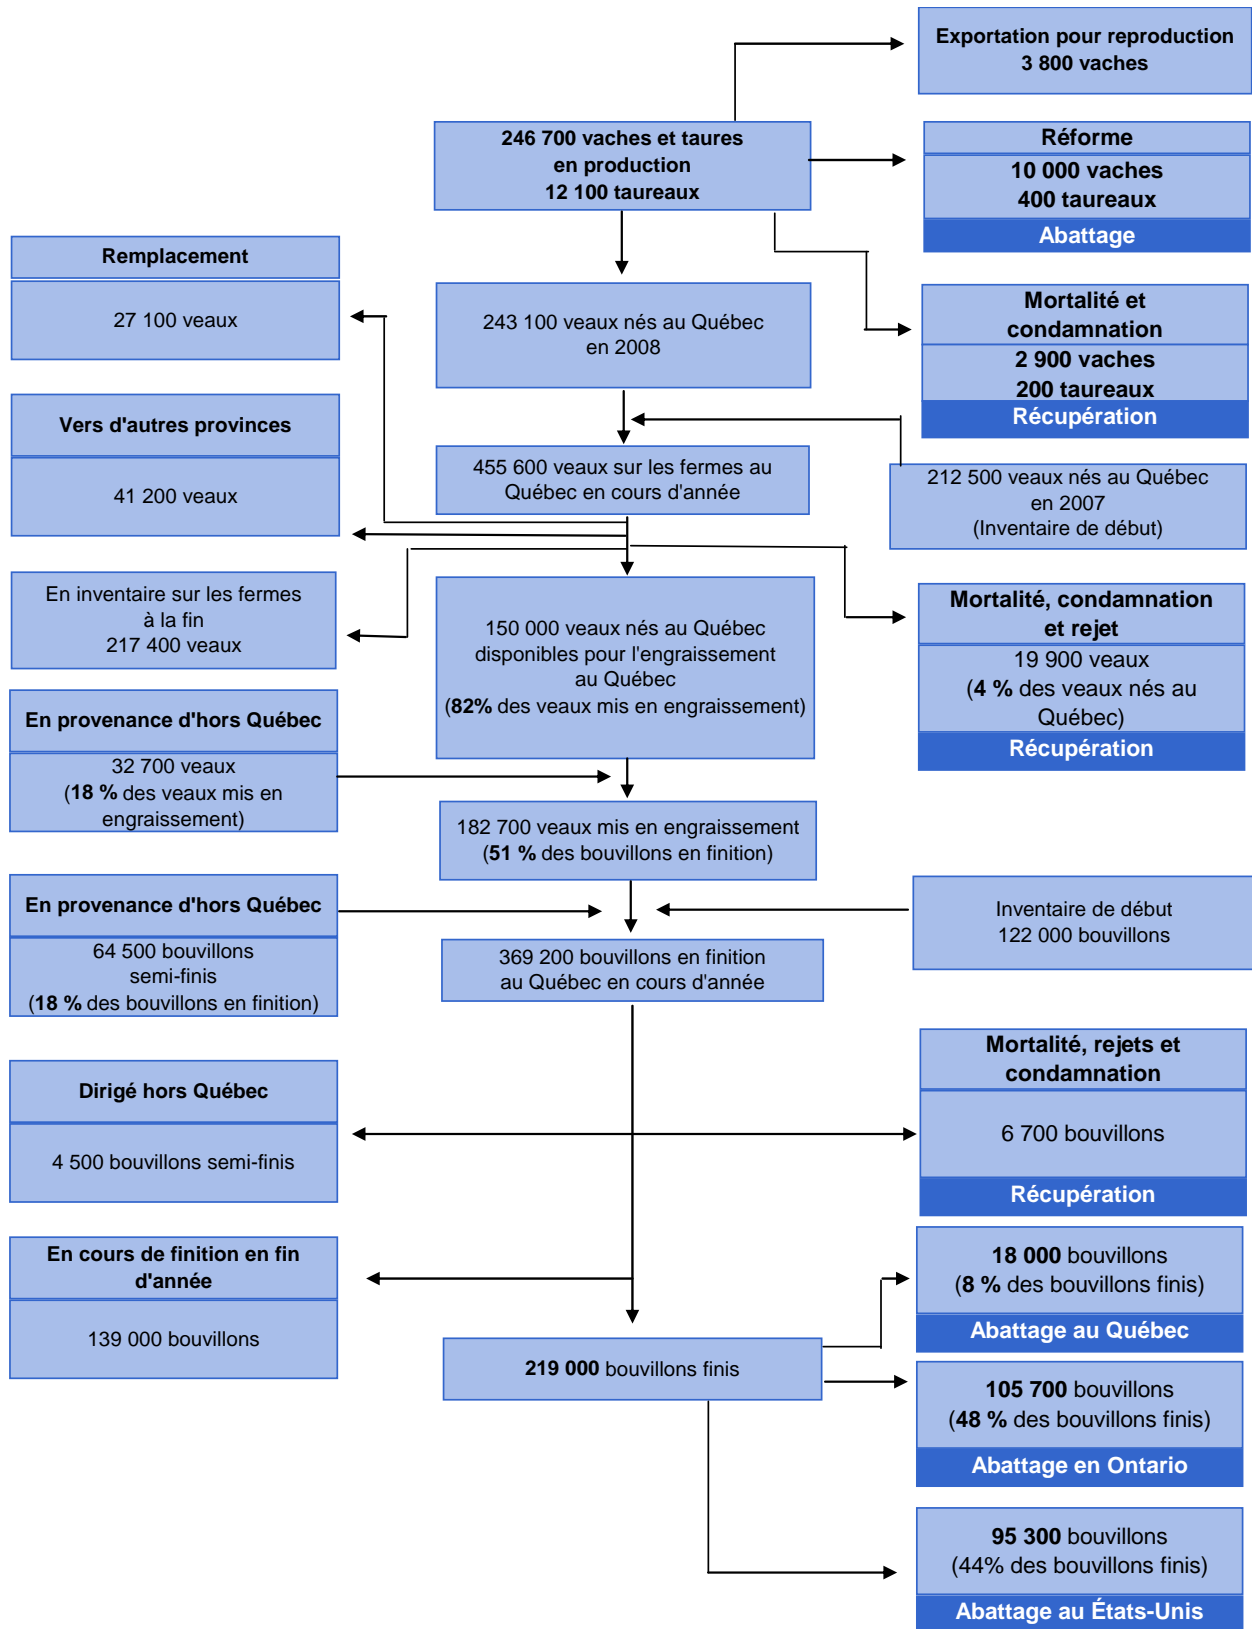 Exportation pour reproduction
3 800 vaches
246 700 vaches et taures
en production
12 100 taureaux
Réforme
10 000 vaches
400 taureaux
Abattage
Remplacement
27 100 veaux
243 100 veaux nés au Québec
en 2008
Mortalité et
condamnation
2 900 vaches
200 taureaux
Récupération
Vers d'autres provinces
41 200 veaux
455 600 veaux sur les fermes au
Québec en cours d'année
212 500 veaux nés au Québec
en 2007
(Inventaire de début)
En inventaire sur les fermes
à la fin
217 400 veaux
150 000 veaux nés au Québec
disponibles pour l'engraissement
au Québec
(82% des veaux mis en engraissement)
Mortalité, condamnation
et rejet
19 900 veaux
(4 % des veaux nés au
Québec)
Récupération
En provenance d'hors Québec
32 700 veaux
(18 % des veaux mis en
engraissement)
182 700 veaux mis en engraissement
(51 % des bouvillons en finition)
En provenance d'hors Québec
64 500 bouvillons
semi-finis
(18 % des bouvillons en finition)
Inventaire de début
122 000 bouvillons
369 200 bouvillons en finition
au Québec en cours d'année
Mortalité, rejets et
condamnation
6 700 bouvillons
Récupération
Dirigé hors Québec
4 500 bouvillons semi-finis
En cours de finition en fin
d'année
139 000 bouvillons
18 000 bouvillons
(8 % des bouvillons finis)
Abattage au Québec
219 000 bouvillons finis
105 700 bouvillons
(48 % des bouvillons finis)
Abattage en Ontario
95 300 bouvillons
(44% des bouvillons finis)
Abattage au États-Unis